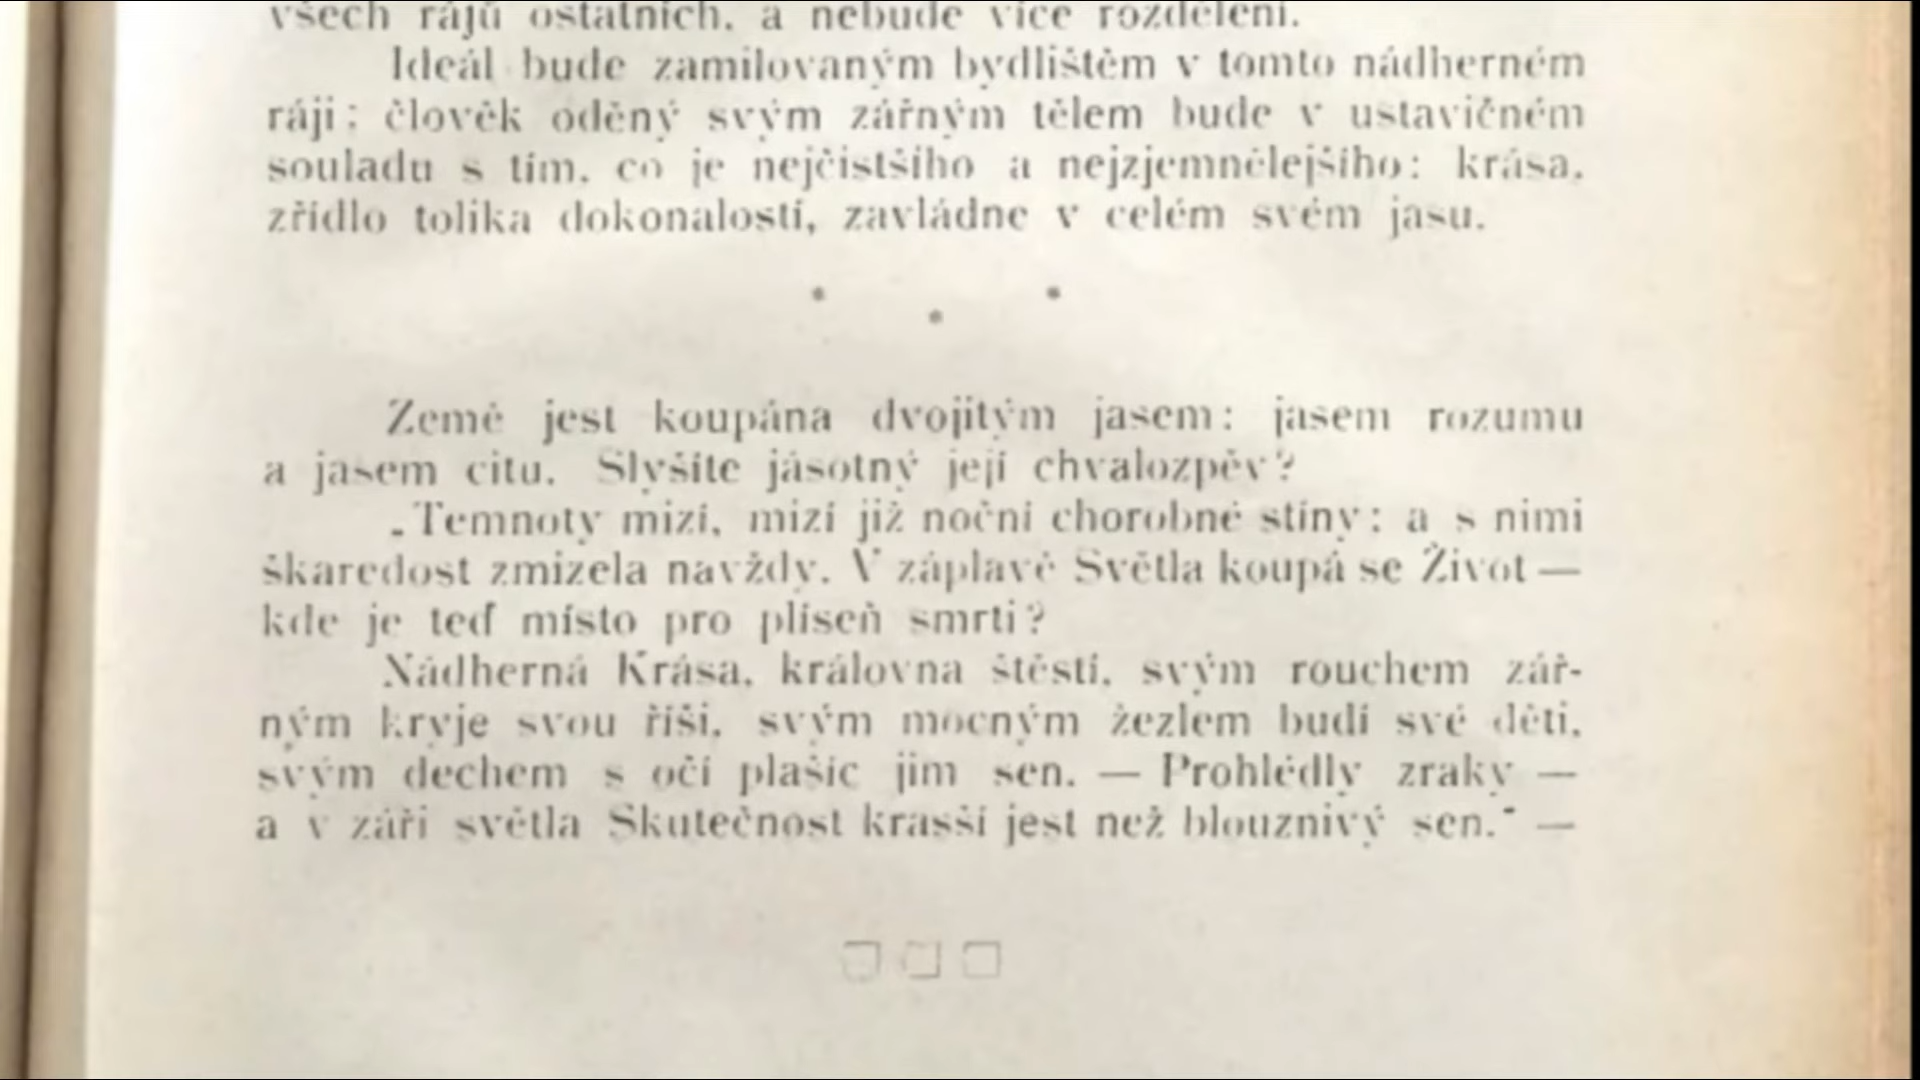 všech rájů ostatních, a nebude více rozdělení.
Ideál bude zamilovaným bydlištěm v tomto nádherném
ráji; člověk oděný svým zářným tělem bude v ustavičném
souladu s tím, co je nejčistšího a nejzjemnělejšího: krása,
zřídlo tolika dokonalostí, zavládne v celém svém jasu.
Země jest koupána dvojitým jasem: jasem rozumu
a jasem citu. Slyšíte jásotný její chvalozpěv?
„Temnoty mizí, mizí již noční chorobné stíny; a s nimi
škaredost zmizela navždy. V záplavě Světla koupá se Život —
kde je teď místo pro plíseň smrti?
Nádherná Krása, královna štěstí, svým rouchem zář-
ným kryje svou říši, svým mocným žezlem budí své děti,
svým dechem s očí plašíc jim sen. — Prohlédly zraky —
a v záři světla Skutečnost krasší jest než blouznivý sen.“ —